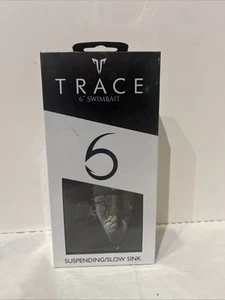 TRACE
6" SWIMBAIT
6
SUSPENDING/SLOW SINK